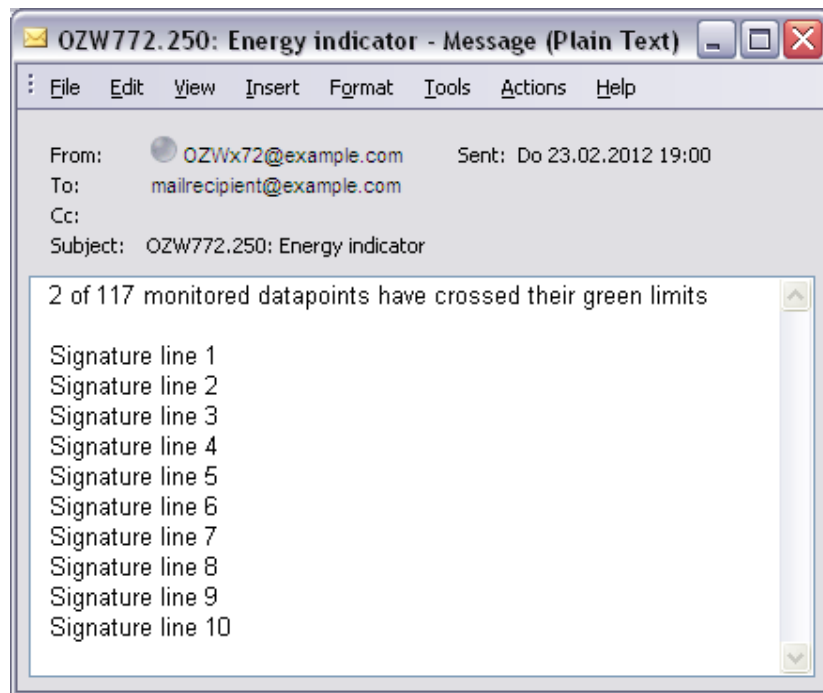 OZW772.250: Energy indicator - Message (Plain Text)
File Edit View Insert Format Tools Actions Help
From: OZWx72@example.com Sent: Do 23.02.2012 19:00
To: mailrecipient@example.com
Cc:
Subject: OZW772.250: Energy indicator
2 of 117 monitored datapoints have crossed their green limits
Signature line 1
Signature line 2
Signature line 3
Signature line 4
Signature line 5
Signature line 6
Signature line 7
Signature line 8
Signature line 9
Signature line 10